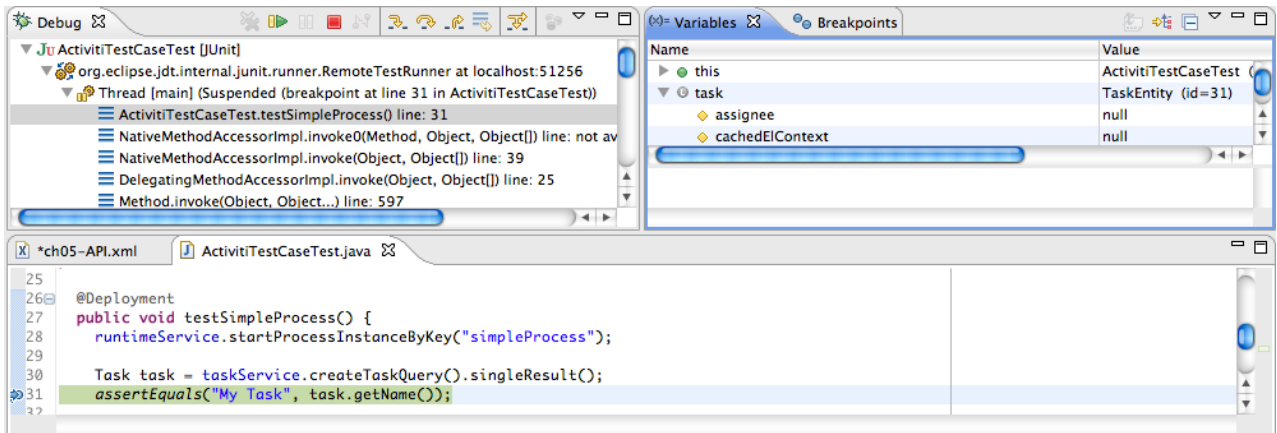 Debug
ActivitiTestCaseTest [JUnit]
org.eclipse.jdt.internal.junit.runner.RemoteTestRunner at localhost:51256
Thread [main] (Suspended (breakpoint at line 31 in ActivitiTestCaseTest))
ActivitiTestCaseTest.testSimpleProcess() line: 31
NativeMethodAccessorImpl.invoke0(Method, Object, Object[]) line: not av
NativeMethodAccessorImpl.invoke(Object, Object[]) line: 39
DelegatingMethodAccessorImpl.invoke(Object, Object[]) line: 25
Method.invoke(Object, Object...) line: 597
(x)= Variables Breakpoints
Name Value
this ActivitiTestCaseTest (
task TaskEntity (id=31)
assignee null
cachedElContext null
*ch05-API.xml ActivitiTestCaseTest.java
25
26 @Deployment
27 public void testSimpleProcess() {
28 runtimeService.startProcessInstanceByKey("simpleProcess");
29
30 Task task = taskService.createTaskQuery().singleResult();
31 assertEquals("My Task", task.getName());
32